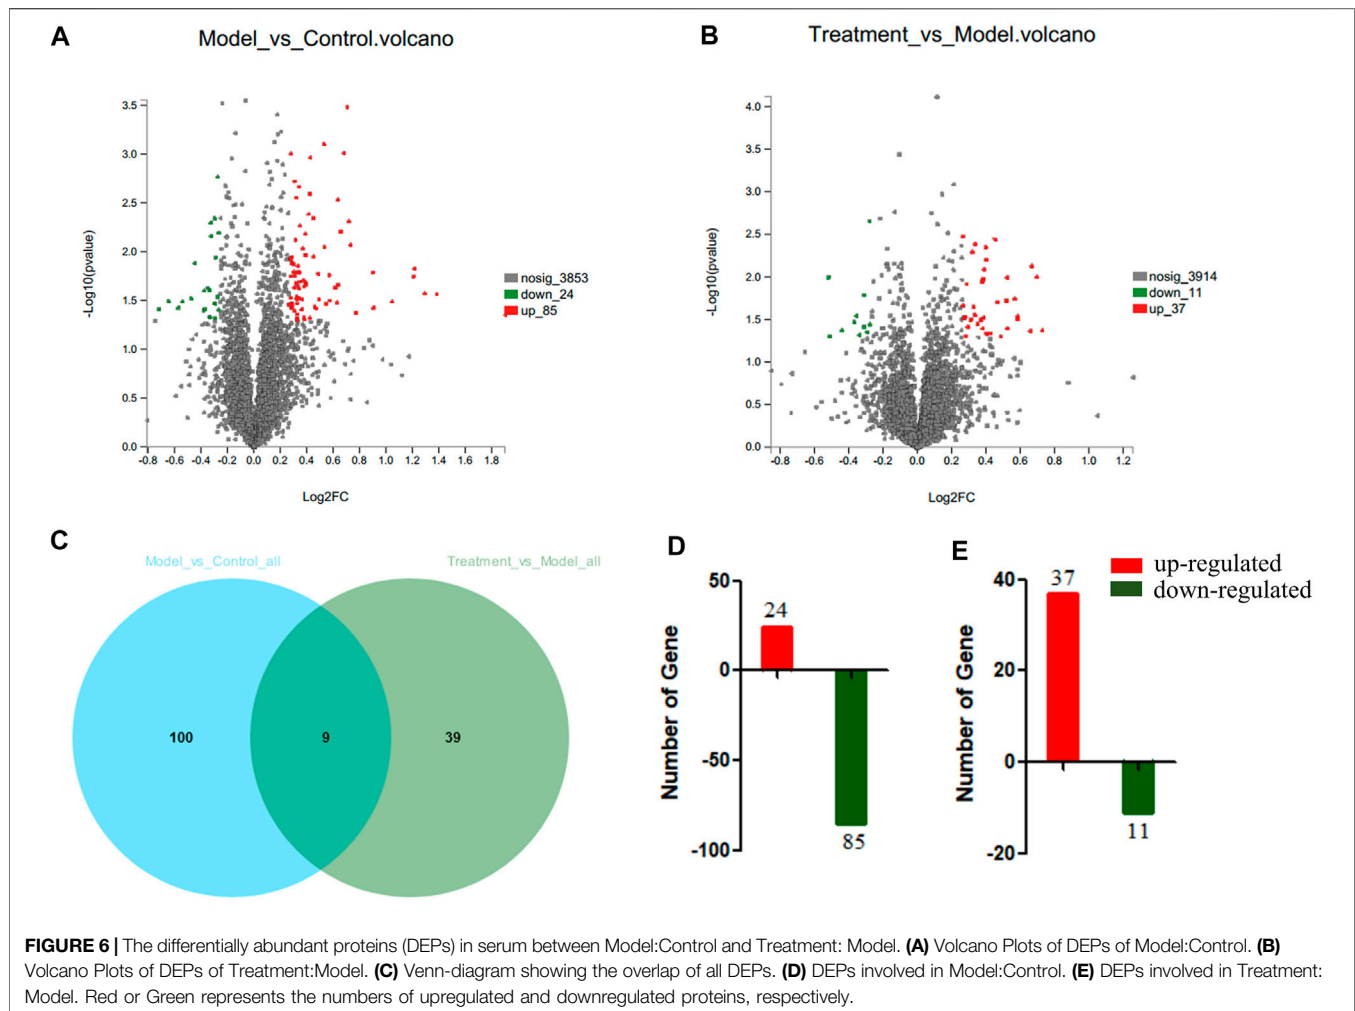 A
Model_vs_Control.volcano
3.5
3.0
2.5
2.0
1.5
1.0
0.5
0.0
-Log10(pvalue)
-0.8 -0.6 -0.4 -0.2 0.0 0.2 0.4 0.6 0.8 1.0 1.2 1.4 1.6 1.8
Log2FC
nosig_3853
down_24
up_85
B
Treatment_vs_Model.volcano
4.0
3.5
3.0
2.5
2.0
1.5
1.0
0.5
0.0
-Log10(pvalue)
-0.8 -0.6 -0.4 -0.2 0.0 0.2 0.4 0.6 0.8 1.0 1.2
Log2FC
nosig_3914
down_11
up_37
C
Model_vs_Control_all
Treatment_vs_Model_all
100
9
39
D
Number of Gene
50
0
-50
-100
24
85
E
Number of Gene
40
20
0
-20
37
11
up-regulated
down-regulated
FIGURE 6 | The differentially abundant proteins (DEPs) in serum between Model:Control and Treatment: Model. (A) Volcano Plots of DEPs of Model:Control. (B)
Volcano Plots of DEPs of Treatment:Model. (C) Venn-diagram showing the overlap of all DEPs. (D) DEPs involved in Model:Control. (E) DEPs involved in Treatment:
Model. Red or Green represents the numbers of upregulated and downregulated proteins, respectively.